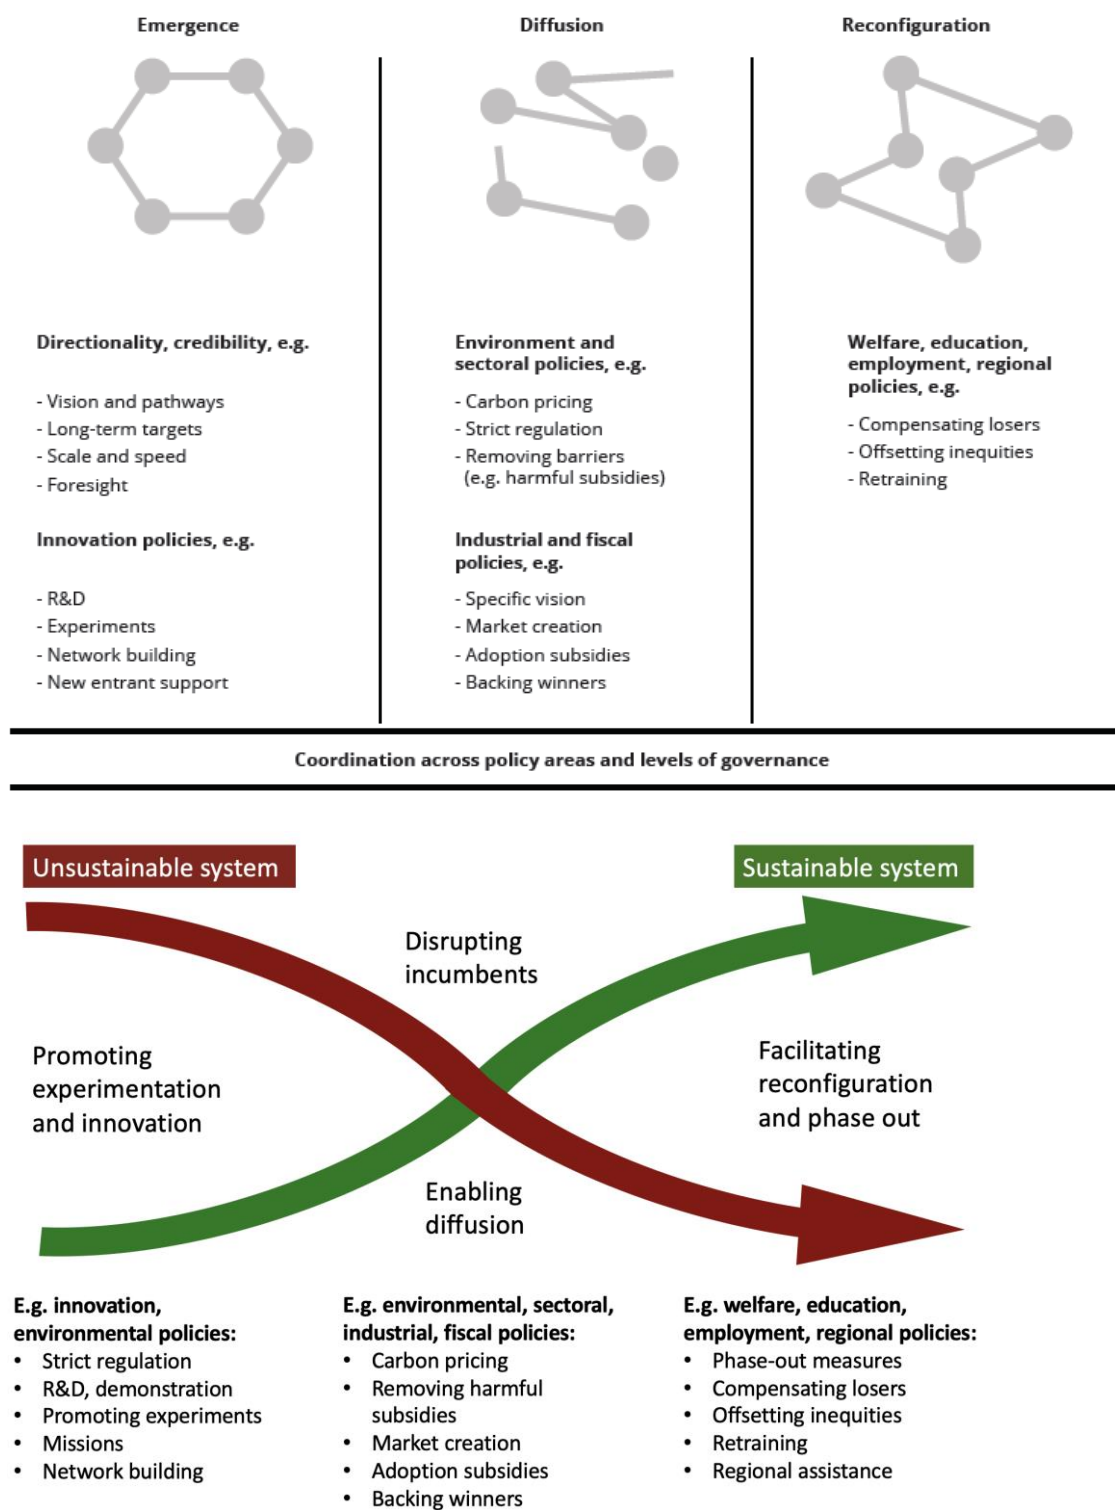 Emergence
Diffusion
Reconfiguration
Directionality, credibility, e.g.
- Vision and pathways
- Long-term targets
- Scale and speed
- Foresight
Innovation policies, e.g.
- R&D
- Experiments
- Network building
- New entrant support
Environment and
sectoral policies, e.g.
- Carbon pricing
- Strict regulation
- Removing barriers
(e.g. harmful subsidies)
Industrial and fiscal
policies, e.g.
- Specific vision
- Market creation
- Adoption subsidies
- Backing winners
Welfare, education,
employment, regional
policies, e.g.
- Compensating losers
- Offsetting inequities
- Retraining
Coordination across policy areas and levels of governance
Unsustainable system
Sustainable system
Disrupting
incumbents
Promoting
experimentation
and innovation
Facilitating
reconfiguration
and phase out
Enabling
diffusion
E.g. innovation,
environmental policies:
• Strict regulation
• R&D, demonstration
• Promoting experiments
• Missions
• Network building
E.g. environmental, sectoral,
industrial, fiscal policies:
• Carbon pricing
• Removing harmful
subsidies
• Market creation
• Adoption subsidies
• Backing winners
E.g. welfare, education,
employment, regional policies:
• Phase-out measures
• Compensating losers
• Offsetting inequities
• Retraining
• Regional assistance